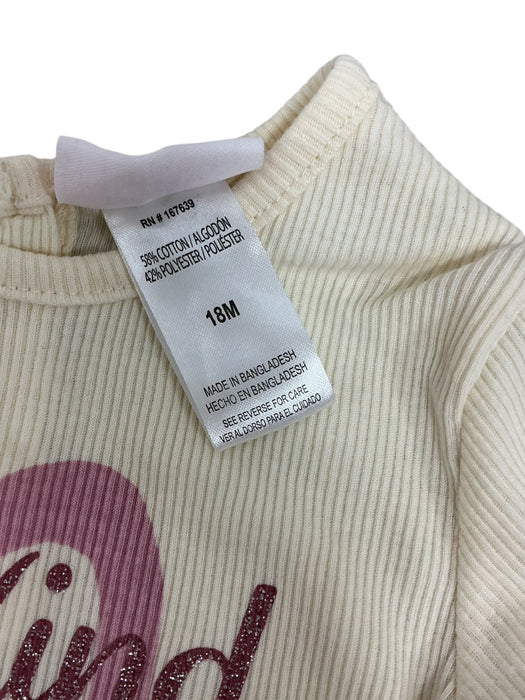 RN # 167639
58% COTTON / ALGODÓN
42% POLYESTER / POLIÉSTER
18M
MADE IN BANGLADESH
HECHO EN BANGLADESH
SEE REVERSE FOR CARE
VER AL DORSO PARA EL CUIDADO
Kind